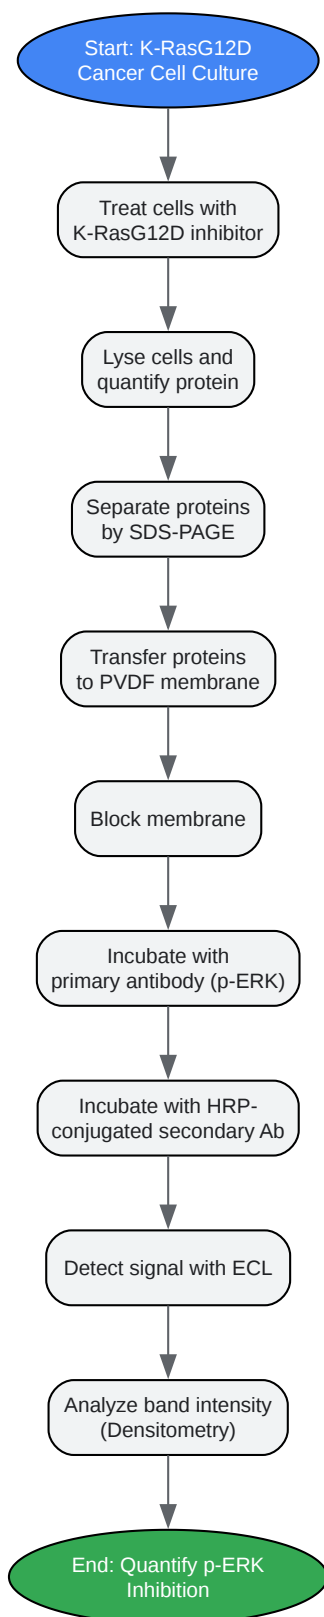 Start: K-RasG12D
Cancer Cell Culture
Treat cells with
K-RasG12D inhibitor
Lyse cells and
quantify protein
Separate proteins
by SDS-PAGE
Transfer proteins
to PVDF membrane
Block membrane
Incubate with
primary antibody (p-ERK)
Incubate with HRP-
conjugated secondary Ab
Detect signal with ECL
Analyze band intensity
(Densitometry)
End: Quantify p-ERK
Inhibition